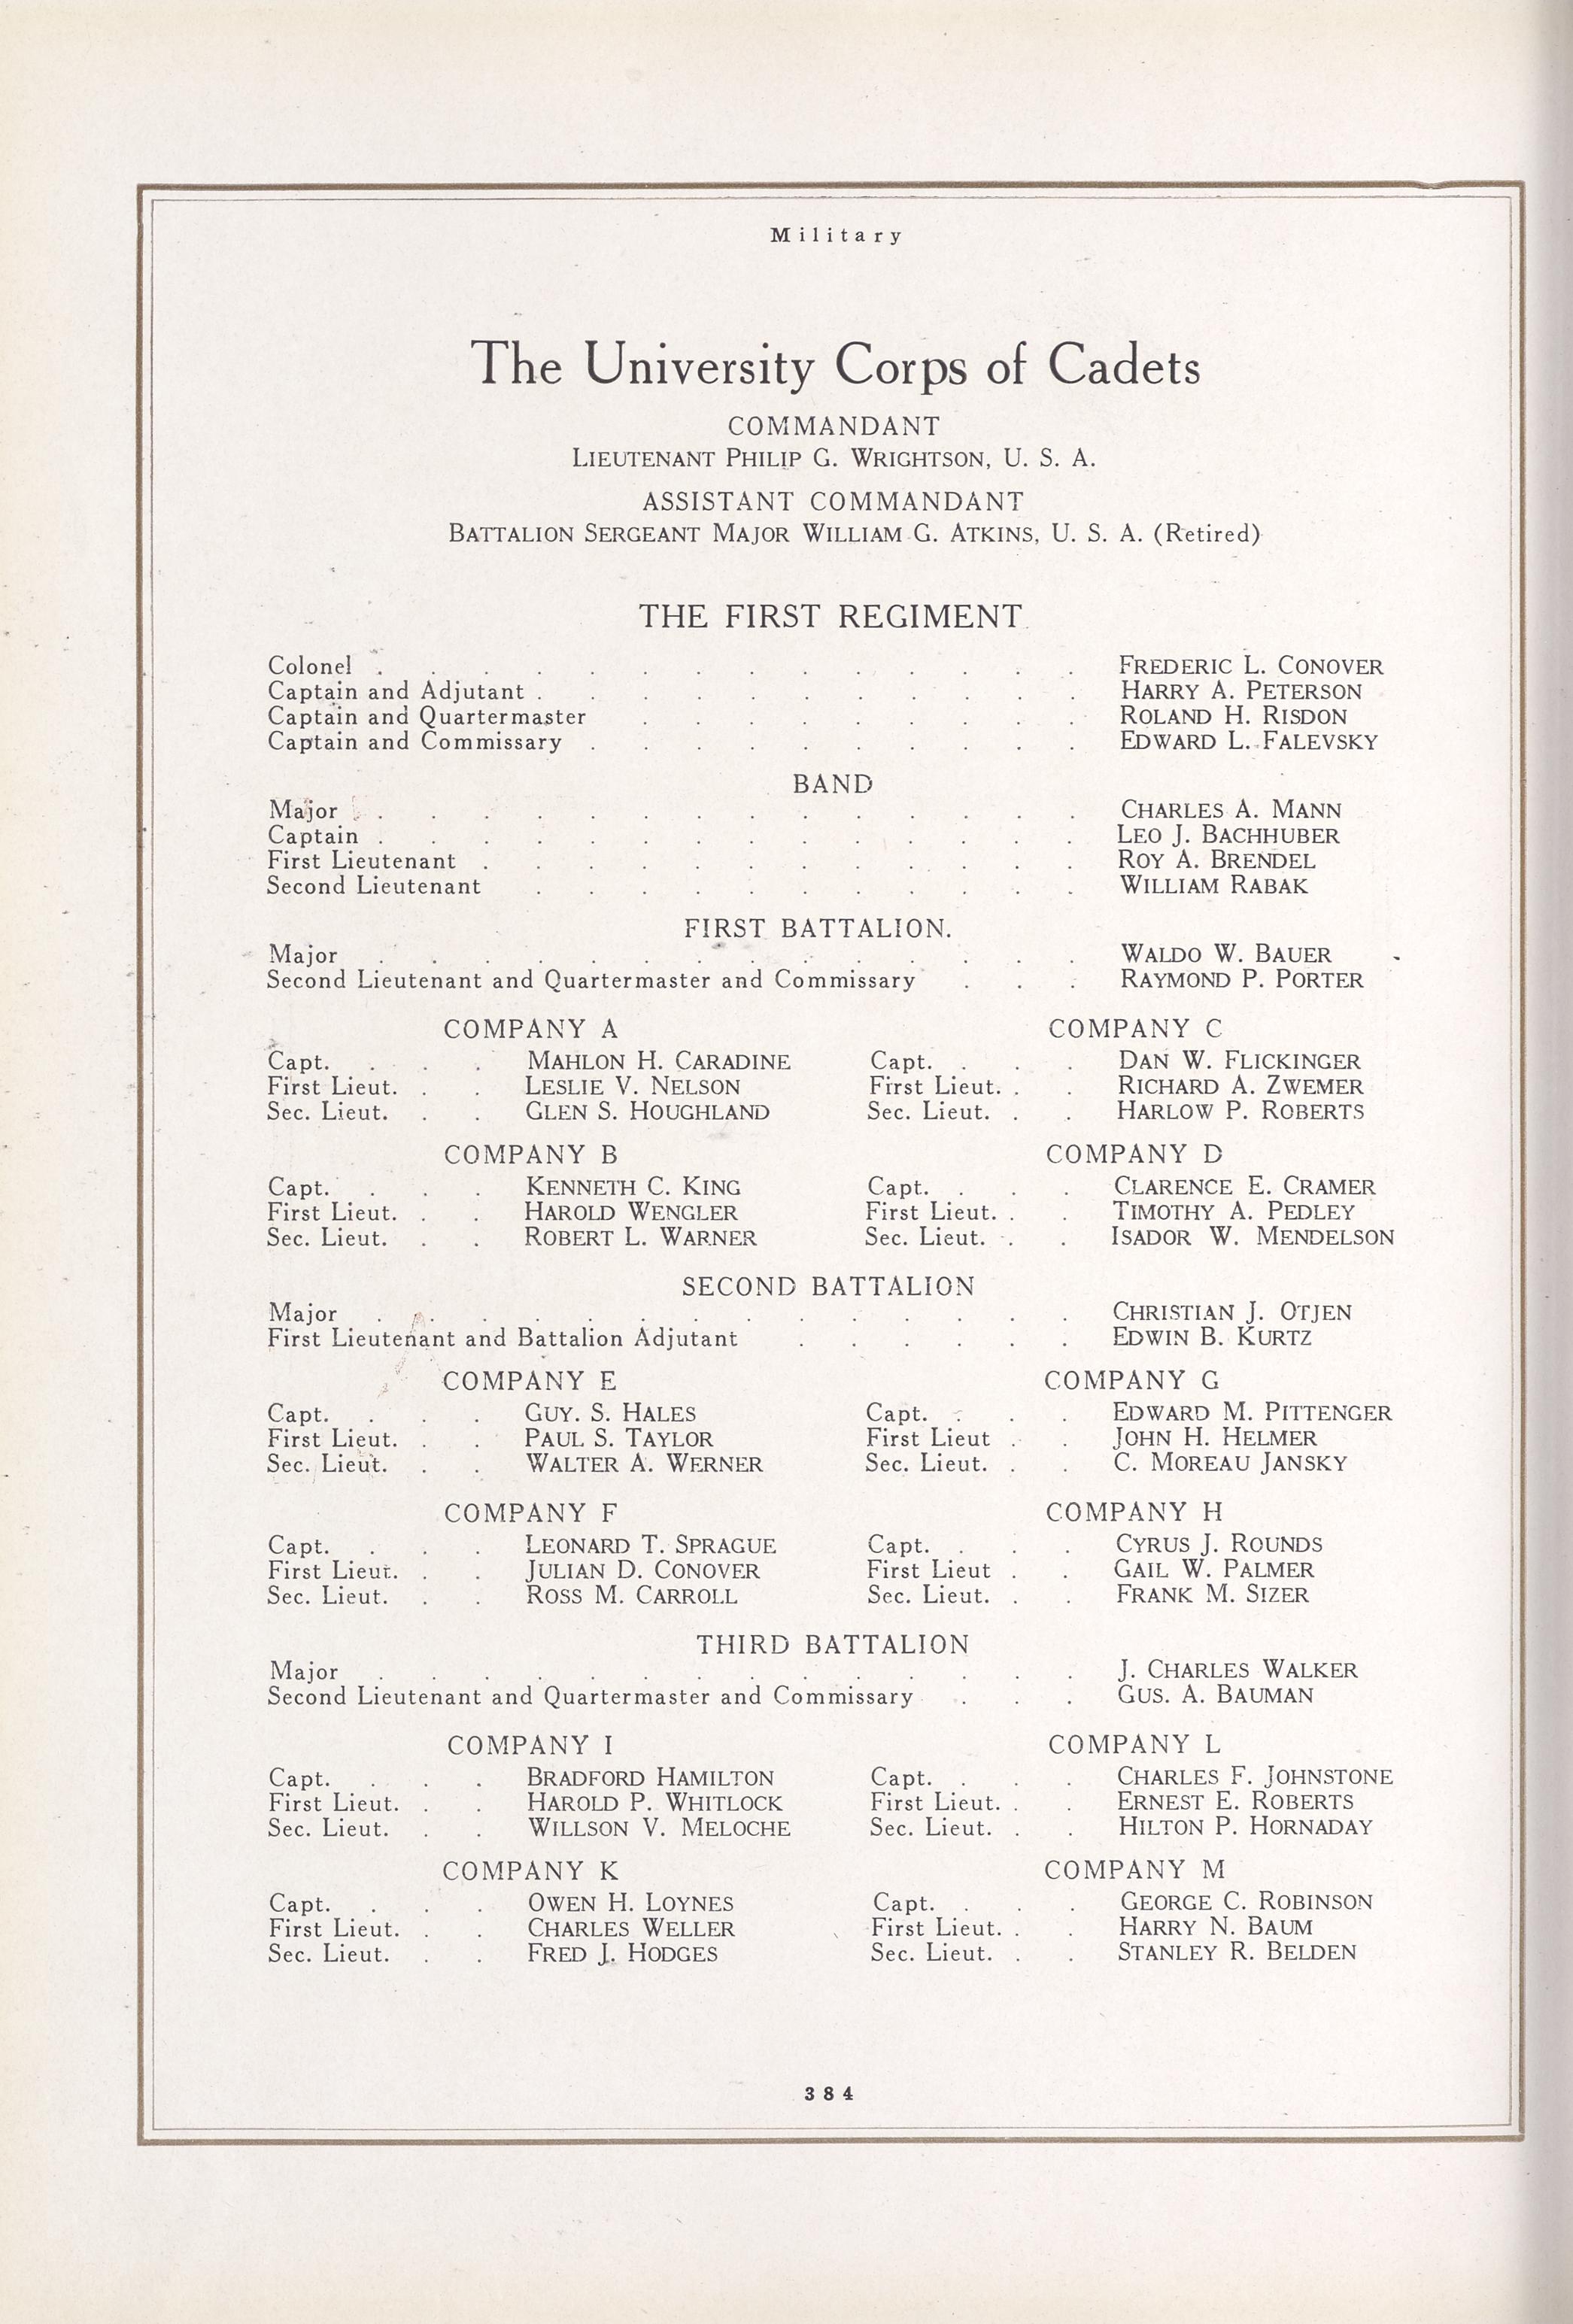 Military
The University Corps of Cadets
COMMANDANT
LIEUTENANT PHILIP G. WRIGHTSON, U. S. A.
ASSISTANT COMMANDANT
BATTALION SERGEANT MAJOR WILLIAM G. ATKINS, U. S. A. (Retired)
THE FIRST REGIMENT
Colonel . . . . . . . . . . . . . . FREDERIC L. CONOVER
Captain and Adjutant . . . . . . . . . . . HARRY A. PETERSON
Captain and Quartermaster . . . . . . . . . ROLAND H. RISDON
Captain and Commissary . . . . . . . . . . EDWARD L. FALEVSKY
BAND
Major . . . . . . . . . . . . . . CHARLES A. MANN
Captain . . . . . . . . . . . . . . LEO J. BACHHUBER
First Lieutenant . . . . . . . . . . . . ROY A. BRENDEL
Second Lieutenant . . . . . . . . . . . WILLIAM RABAK
FIRST BATTALION.
Major . . . . . . . . . . . . . . WALDO W. BAUER
Second Lieutenant and Quartermaster and Commissary . . . RAYMOND P. PORTER
COMPANY A
Capt. . . . MAHLON H. CARADINE
First Lieut. . . LESLIE V. NELSON
Sec. Lieut. . . GLEN S. HOUGHLAND
COMPANY C
Capt. . . . DAN W. FLICKINGER
First Lieut. . . RICHARD A. ZWEMER
Sec. Lieut. . . HARLOW P. ROBERTS
COMPANY B
Capt. . . . KENNETH C. KING
First Lieut. . . HAROLD WENGLER
Sec. Lieut. . . ROBERT L. WARNER
COMPANY D
Capt. . . . CLARENCE E. CRAMER
First Lieut. . . TIMOTHY A. PEDLEY
Sec. Lieut. . . ISADOR W. MENDELSON
SECOND BATTALION
Major . . . . . . . . . . . . . . CHRISTIAN J. OTJEN
First Lieutenant and Battalion Adjutant . . . . . . EDWIN B. KURTZ
COMPANY E
Capt. . . . GUY. S. HALES
First Lieut. . . PAUL S. TAYLOR
Sec. Lieut. . . WALTER A. WERNER
COMPANY G
Capt. . . . EDWARD M. PITTENGER
First Lieut . . JOHN H. HELMER
Sec. Lieut. . . C. MOREAU JANSKY
COMPANY F
Capt. . . . LEONARD T. SPRAGUE
First Lieut. . . JULIAN D. CONOVER
Sec. Lieut. . . ROSS M. CARROLL
COMPANY H
Capt. . . . CYRUS J. ROUNDS
First Lieut . . GAIL W. PALMER
Sec. Lieut. . . FRANK M. SIZER
THIRD BATTALION
Major . . . . . . . . . . . . . . J. CHARLES WALKER
Second Lieutenant and Quartermaster and Commissary . . . GUS. A. BAUMAN
COMPANY I
Capt. . . . BRADFORD HAMILTON
First Lieut. . . HAROLD P. WHITLOCK
Sec. Lieut. . . WILLSON V. MELOCHE
COMPANY L
Capt. . . . CHARLES F. JOHNSTONE
First Lieut. . . ERNEST E. ROBERTS
Sec. Lieut. . . HILTON P. HORNADAY
COMPANY K
Capt. . . . OWEN H. LOYNES
First Lieut. . . CHARLES WELLER
Sec. Lieut. . . FRED J. HODGES
COMPANY M
Capt. . . . GEORGE C. ROBINSON
First Lieut. . . HARRY N. BAUM
Sec. Lieut. . . STANLEY R. BELDEN
384